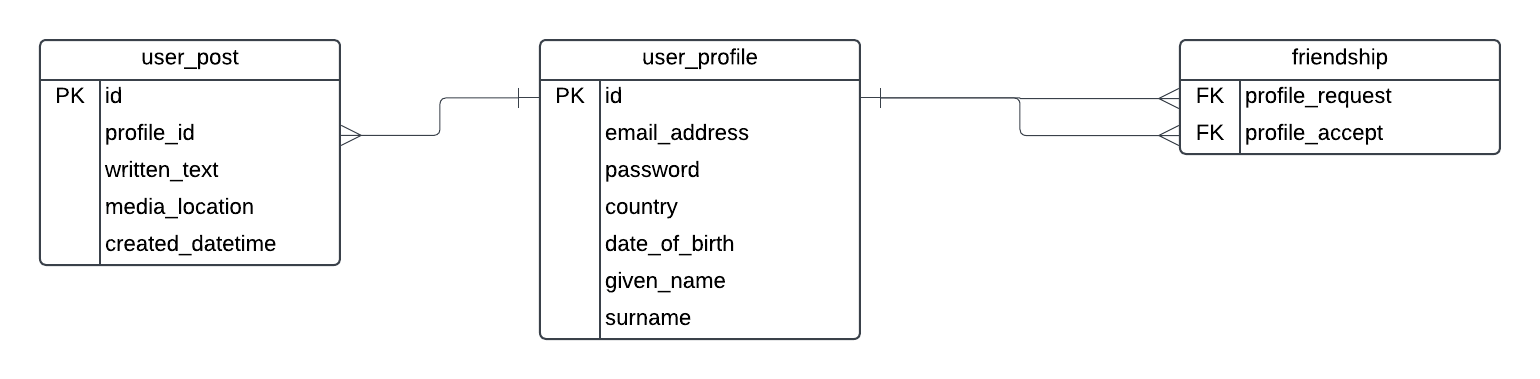 user_post
PK id
profile_id
written_text
media_location
created_datetime
user_profile
PK id
email_address
password
country
date_of_birth
given_name
surname
friendship
FK profile_request
FK profile_accept